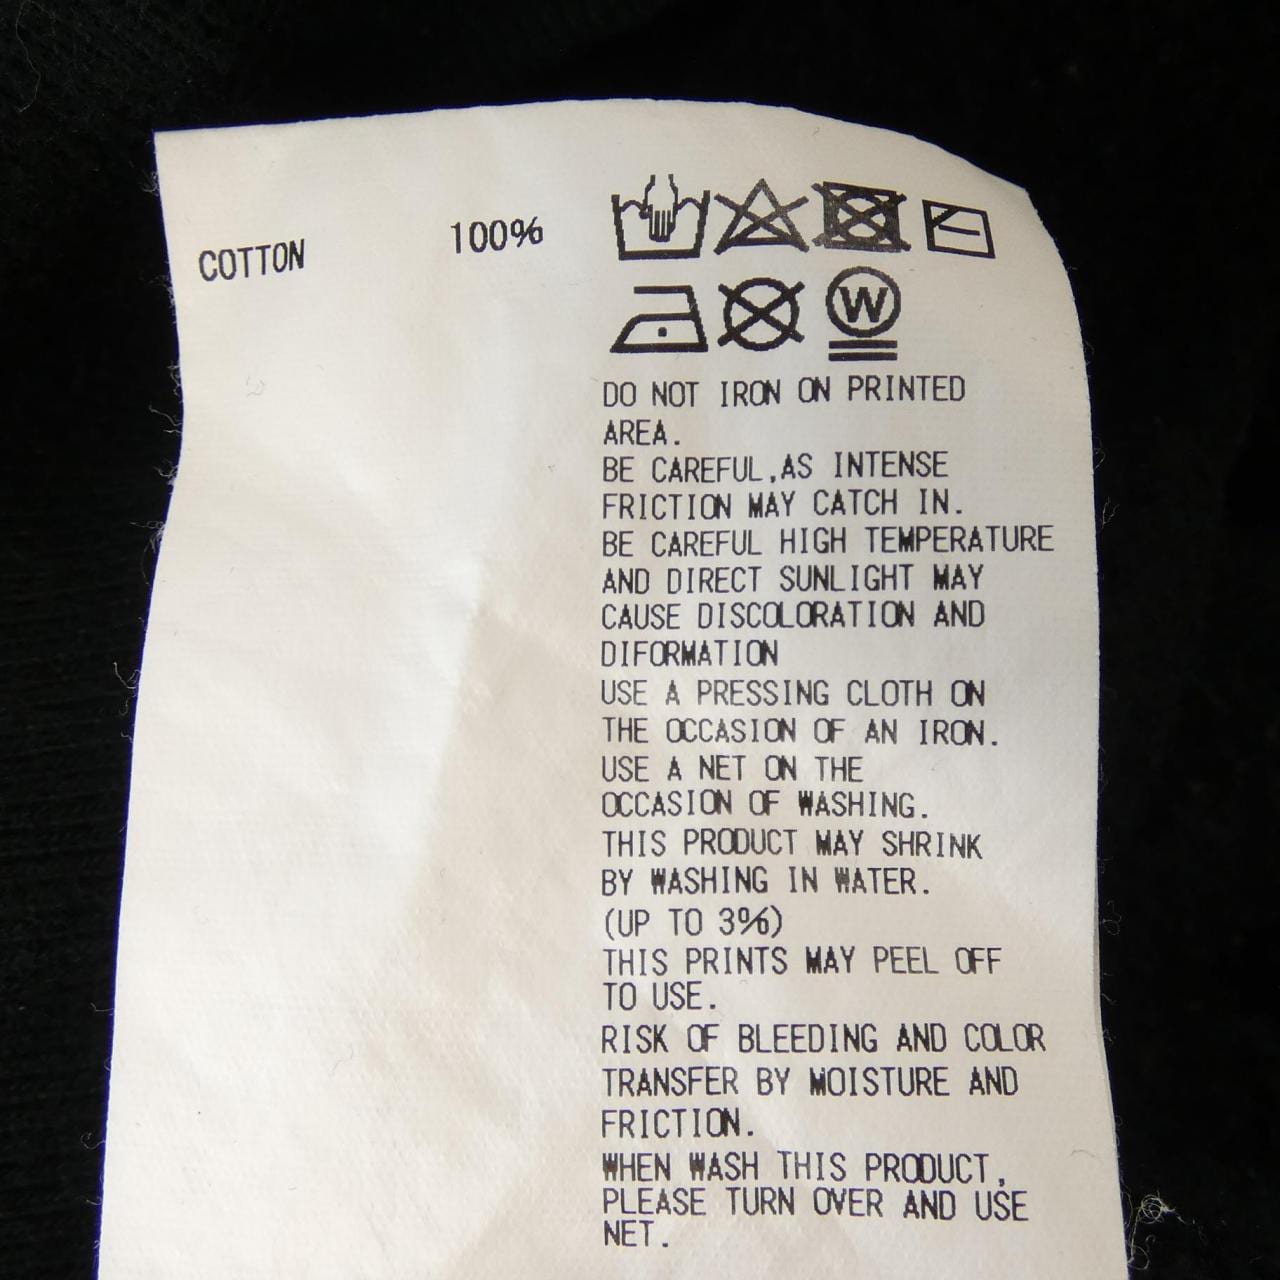 COTTON 100%
W
DO NOT IRON ON PRINTED
AREA.
BE CAREFUL,AS INTENSE
FRICTION MAY CATCH IN.
BE CAREFUL HIGH TEMPERATURE
AND DIRECT SUNLIGHT MAY
CAUSE DISCOLORATION AND
DIFORMATION
USE A PRESSING CLOTH ON
THE OCCASION OF AN IRON.
USE A NET ON THE
OCCASION OF WASHING.
THIS PRODUCT MAY SHRINK
BY WASHING IN WATER.
(UP TO 3%)
THIS PRINTS MAY PEEL OFF
TO USE.
RISK OF BLEEDING AND COLOR
TRANSFER BY MOISTURE AND
FRICTION.
WHEN WASH THIS PRODUCT,
PLEASE TURN OVER AND USE
NET.